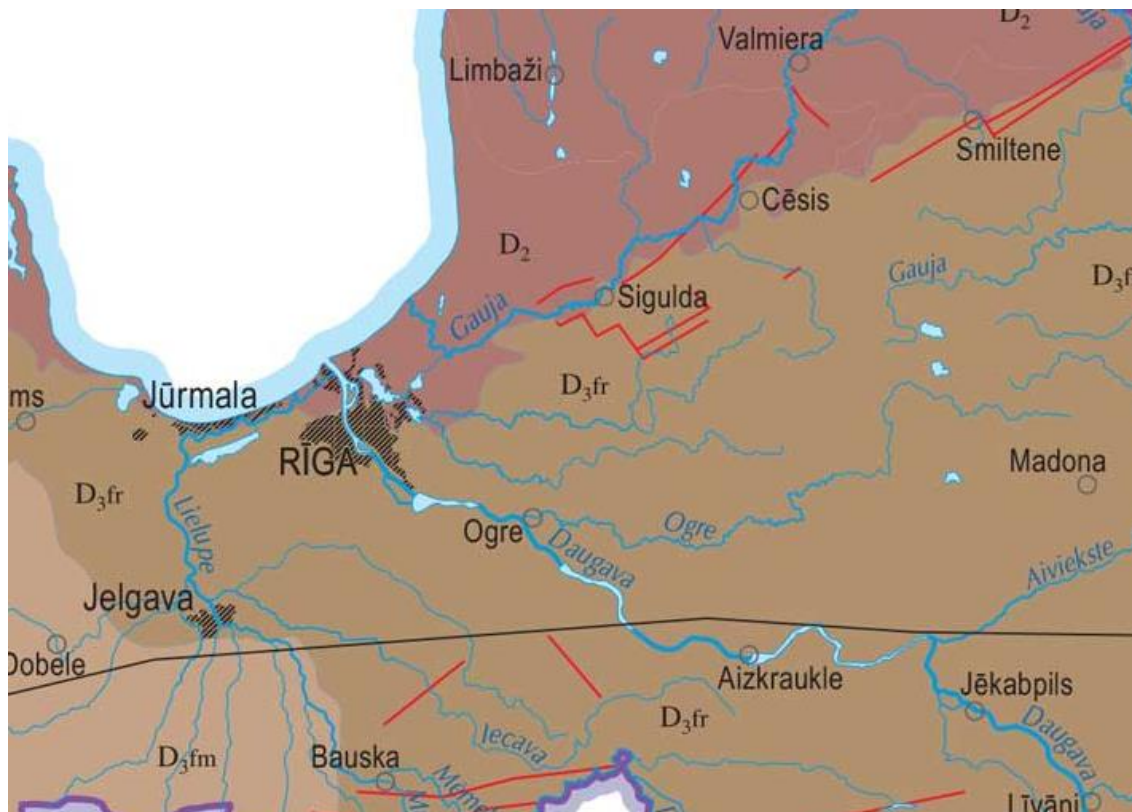 Valmiera
D₂
Limbaži
Smiltene
Cēsis
D₂
Gauja
Sigulda
Gauja
D₃f
ms
Jūrmala
D₃fr
RĪGA
Madona
D₃fr
Ogre
Ogre
Lielupe
Daugava
Aiviekste
Jelgava
Dobele
Aizkraukle
Jēkabpils
D₃fr
Daugava
Iecava
D₃fm
Bauska
Līvāni